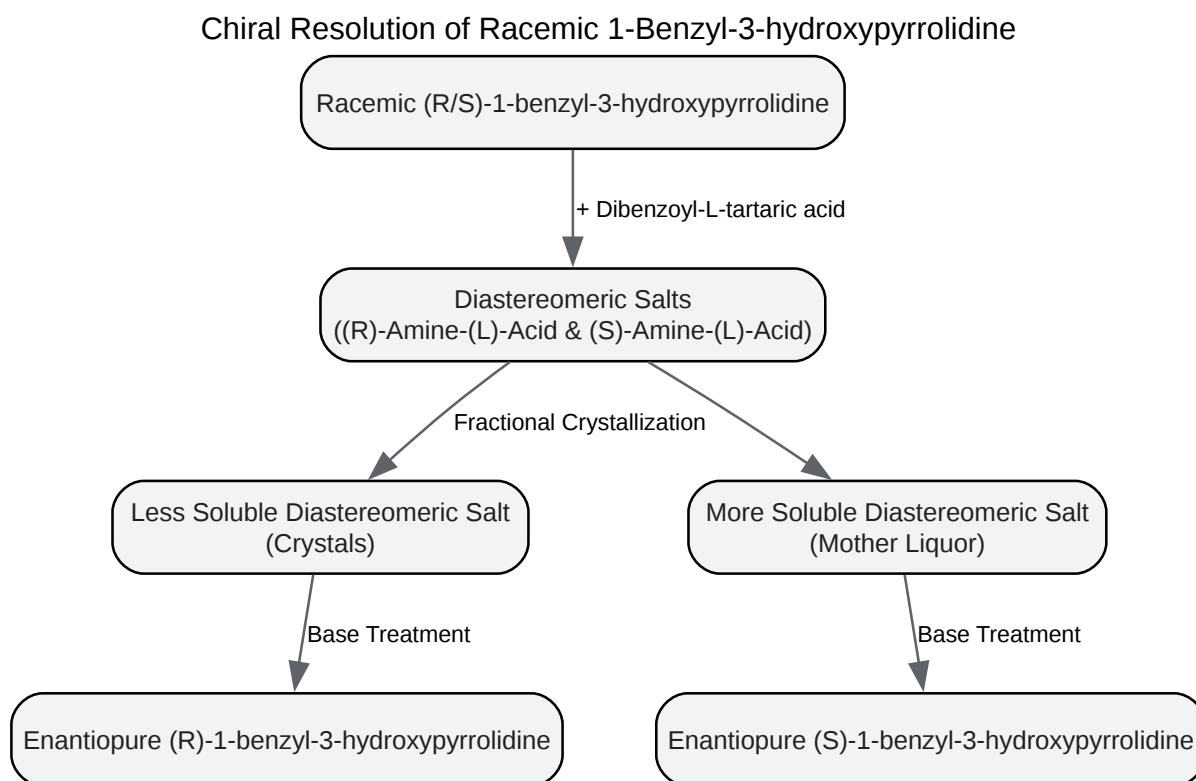 Chiral Resolution of Racemic 1-Benzyl-3-hydroxypyrrolidine
Racemic (R/S)-1-benzyl-3-hydroxypyrrolidine
+ Dibenzoyl-L-tartaric acid
Diastereomeric Salts
((R)-Amine-(L)-Acid & (S)-Amine-(L)-Acid)
Fractional Crystallization
Less Soluble Diastereomeric Salt
(Crystals)
More Soluble Diastereomeric Salt
(Mother Liquor)
Base Treatment
Base Treatment
Enantiopure (R)-1-benzyl-3-hydroxypyrrolidine
Enantiopure (S)-1-benzyl-3-hydroxypyrrolidine